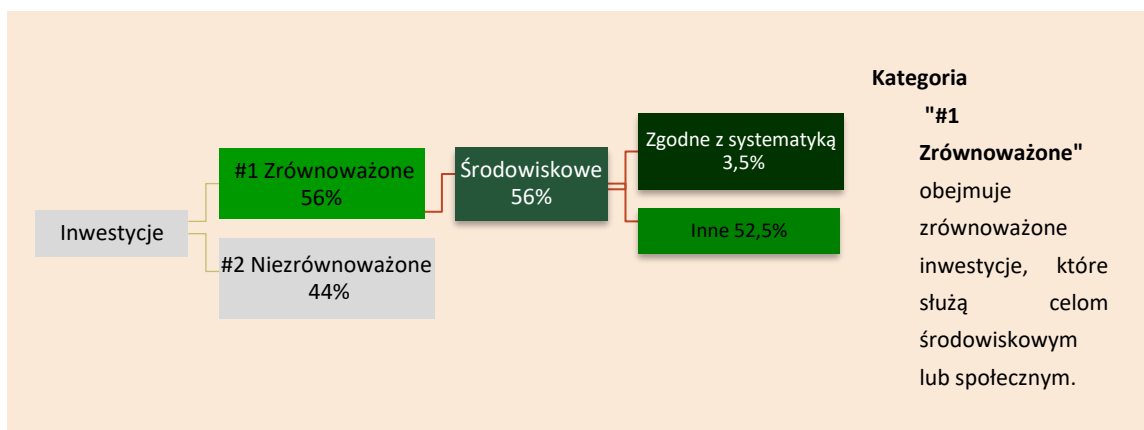 Inwestycje
#1 Zrównoważone
56%
#2 Niezrównoważone
44%
Środowiskowe
56%
Zgodne z systematyką
3,5%
Inne 52,5%
Kategoria
"#1
Zrównoważone"
obejmuje
zrównoważone
inwestycje, które
służą celom
środowiskowym
lub społecznym.